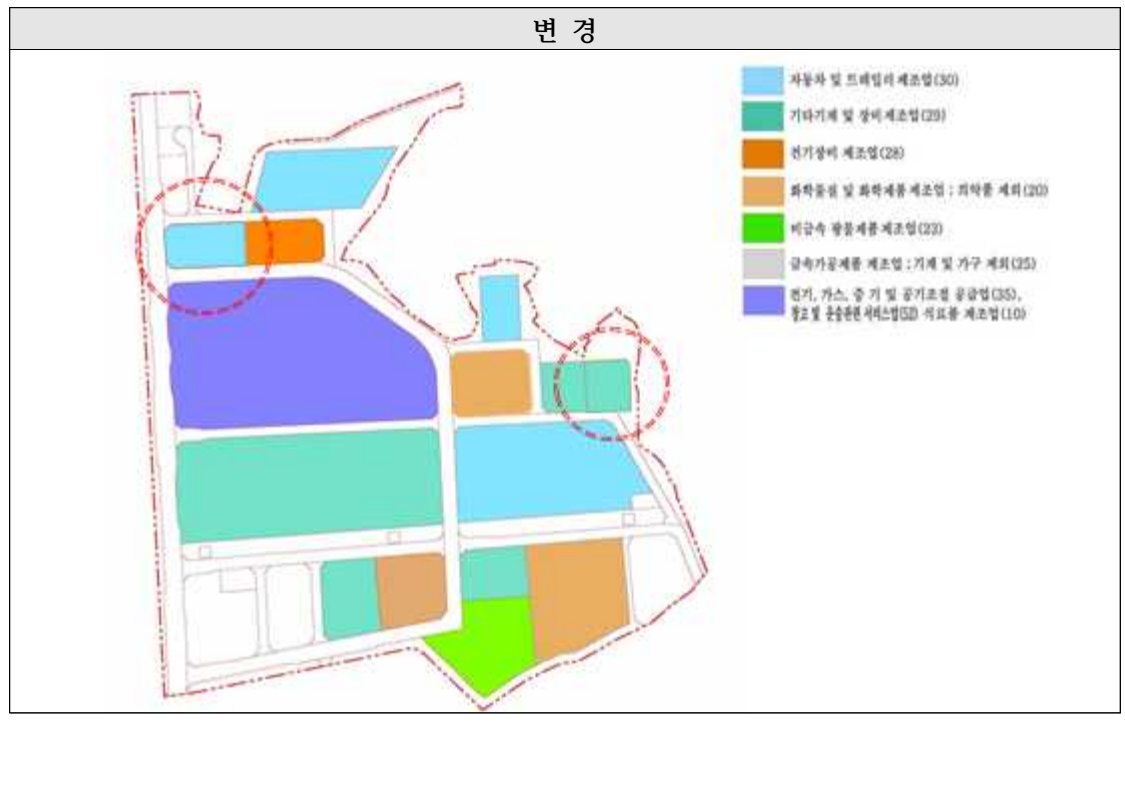 변 경
자동차 및 트레일러 제조업(30)
기타기계 및 장비 제조업(29)
전기장비 제조업(28)
화학물질 및 화학제품 제조업 ; 의약품 제외(20)
비금속 광물제품 제조업(23)
금속가공제품 제조업 ; 기계 및 가구 제외(25)
전기, 가스, 증 기 및 공기조절 공급업(35),
창고 및 운송관련 서비스업(52) 식료품 제조업(10)